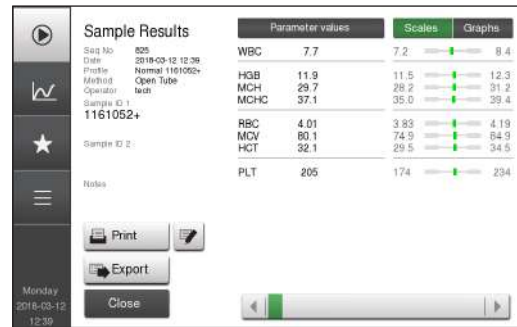 Sample Results
Seq No 825
Date 2018-03-12 12:39
Profile Normal 1161052+
Method Open Tube
Operator tech
Sample ID 1
1161052+
Sample ID 2
Notes
Print
Export
Close
Monday
2018-03-12
12:39
Parameter values Scales Graphs
WBC 7.7 7.2 8.4
HGB 11.9 11.5 12.3
MCH 29.7 28.2 31.2
MCHC 37.1 35.0 39.4
RBC 4.01 3.83 4.19
MCV 80.1 74.9 84.9
HCT 32.1 29.5 34.5
PLT 205 174 234